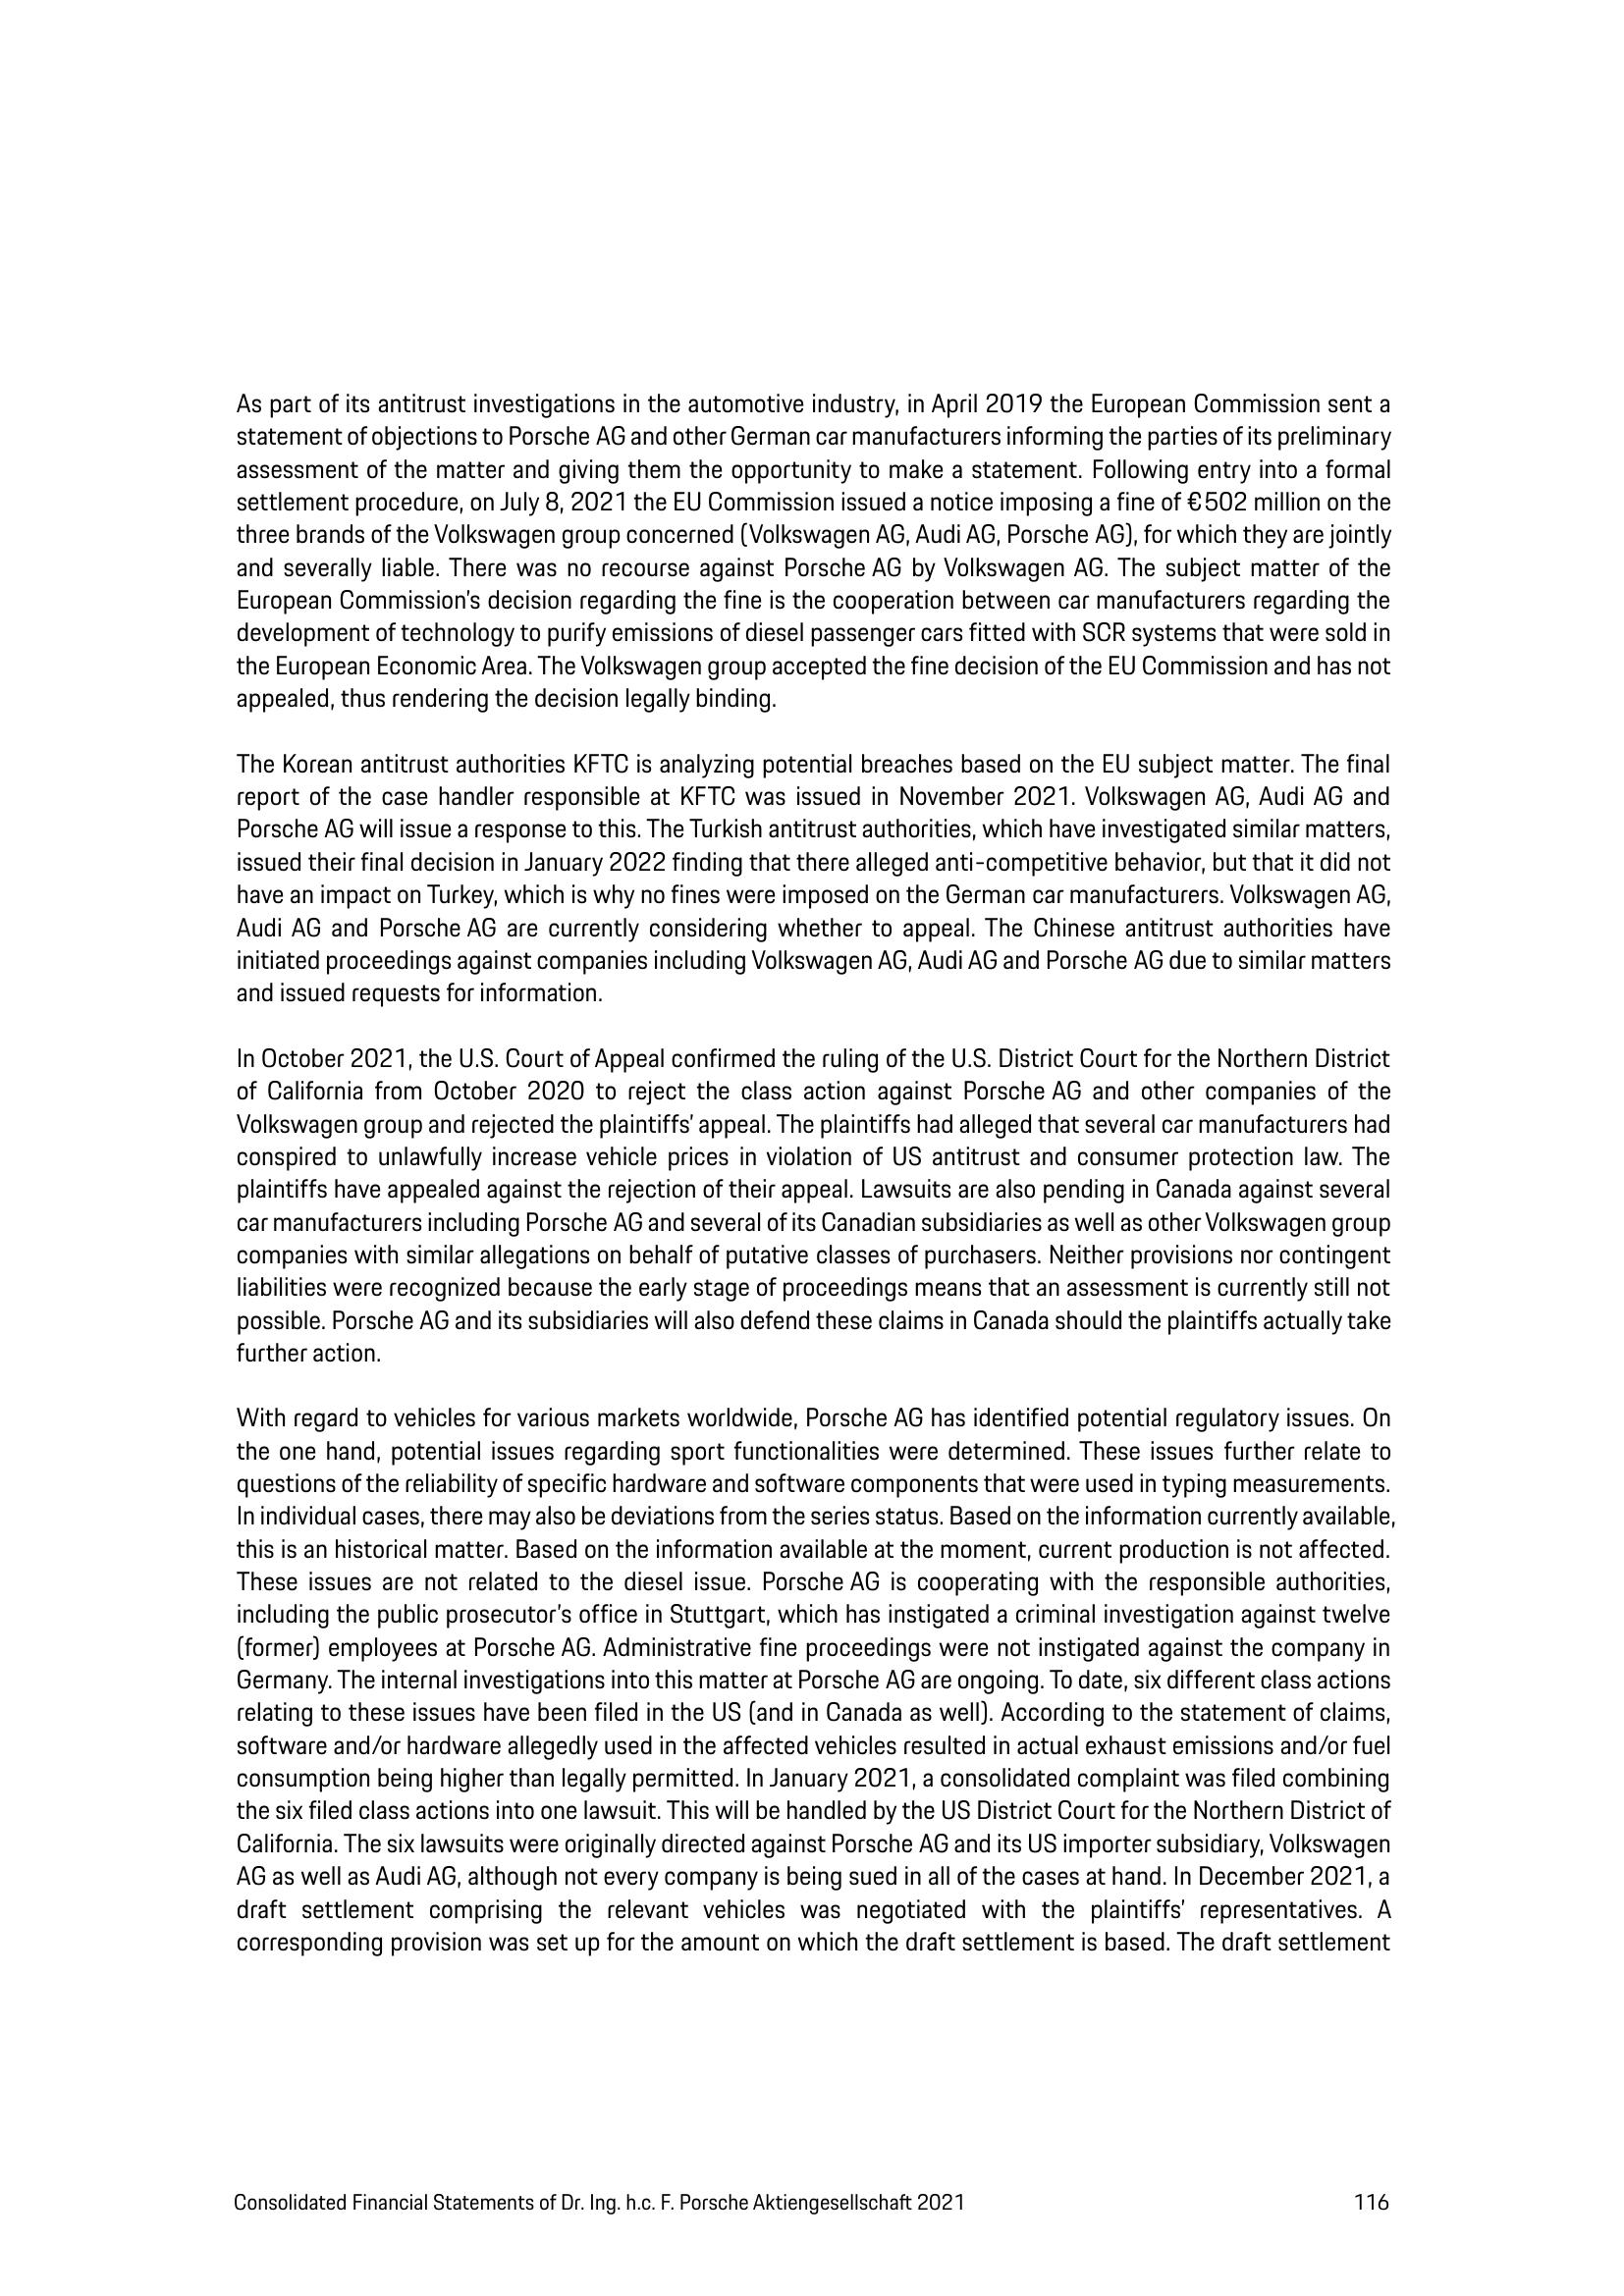 As part of its antitrust investigations in the automotive industry, in April 2019 the European Commission sent a
statement of objections to Porsche AG and other German car manufacturers informing the parties of its preliminary
assessment of the matter and giving them the opportunity to make a statement. Following entry into a formal
settlement procedure, on July 8, 2021 the EU Commission issued a notice imposing a fine of €502 million on the
three brands of the Volkswagen group concerned (Volkswagen AG, Audi AG, Porsche AG), for which they are jointly
and severally liable. There was no recourse against Porsche AG by Volkswagen AG. The subject matter of the
European Commission's decision regarding the fine is the cooperation between car manufacturers regarding the
development of technology to purify emissions of diesel passenger cars fitted with SCR systems that were sold in
the European Economic Area. The Volkswagen group accepted the fine decision of the EU Commission and has not
appealed, thus rendering the decision legally binding.
The Korean antitrust authorities KFTC is analyzing potential breaches based on the EU subject matter. The final
report of the case handler responsible at KFTC was issued in November 2021. Volkswagen AG, Audi AG and
Porsche AG will issue a response to this. The Turkish antitrust authorities, which have investigated similar matters,
issued their final decision in January 2022 finding that there alleged anti-competitive behavior, but that it did not
have an impact on Turkey, which is why no fines were imposed on the German car manufacturers. Volkswagen AG,
Audi AG and Porsche AG are currently considering whether to appeal. The Chinese antitrust authorities have
initiated proceedings against companies including Volkswagen AG, Audi AG and Porsche AG due to similar matters
and issued requests for information.
In October 2021, the U.S. Court of Appeal confirmed the ruling of the U.S. District Court for the Northern District
of California from October 2020 to reject the class action against Porsche AG and other companies of the
Volkswagen group and rejected the plaintiffs' appeal. The plaintiffs had alleged that several car manufacturers had
conspired to unlawfully increase vehicle prices in violation of US antitrust and consumer protection law. The
plaintiffs have appealed against the rejection of their appeal. Lawsuits are also pending in Canada against several
car manufacturers including Porsche AG and several of its Canadian subsidiaries as well as other Volkswagen group
companies with similar allegations on behalf of putative classes of purchasers. Neither provisions nor contingent
liabilities were recognized because the early stage of proceedings means that an assessment is currently still not
possible. Porsche AG and its subsidiaries will also defend these claims in Canada should the plaintiffs actually take
further action.
With regard to vehicles for various markets worldwide, Porsche AG has identified potential regulatory issues. On
the one hand, potential issues regarding sport functionalities were determined. These issues further relate to
questions of the reliability of specific hardware and software components that were used in typing measurements.
In individual cases, there may also be deviations from the series status. Based on the information currently available,
this is an historical matter. Based on the information available at the moment, current production is not affected.
These issues are not related to the diesel issue. Porsche AG is cooperating with the responsible authorities,
including the public prosecutor's office in Stuttgart, which has instigated a criminal investigation against twelve
(former) employees at Porsche AG. Administrative fine proceedings were not instigated against the company in
Germany. The internal investigations into this matter at Porsche AG are ongoing. To date, six different class actions
relating to these issues have been filed in the US (and in Canada as well). According to the statement of claims,
software and/or hardware allegedly used in the affected vehicles resulted in actual exhaust emissions and/or fuel
consumption being higher than legally permitted. In January 2021, a consolidated complaint was filed combining
the six filed class actions into one lawsuit. This will be handled by the US District Court for the Northern District of
California. The six lawsuits were originally directed against Porsche AG and its US importer subsidiary, Volkswagen
AG as well as Audi AG, although not every company is being sued in all of the cases at hand. In December 2021, a
draft settlement comprising the relevant vehicles was negotiated with the plaintiffs' representatives. A
corresponding provision was set up for the amount on which the draft settlement is based. The draft settlement
Consolidated Financial Statements of Dr. Ing. h.c. F. Porsche Aktiengesellschaft 2021 116